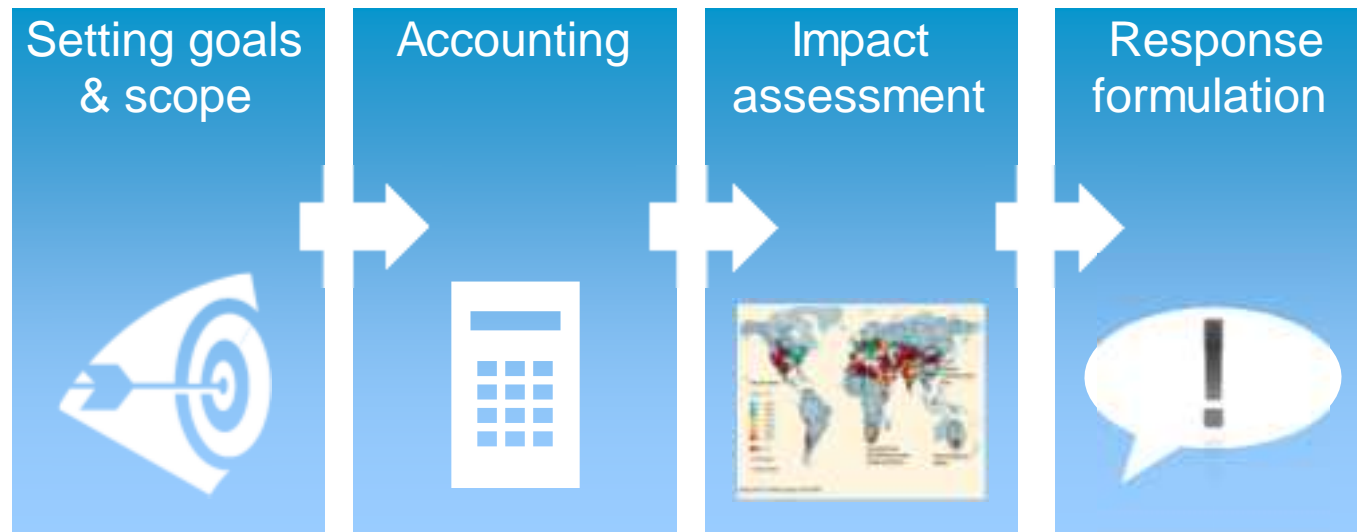 Setting goals
& scope
Accounting
Impact
assessment
Response
formulation
!